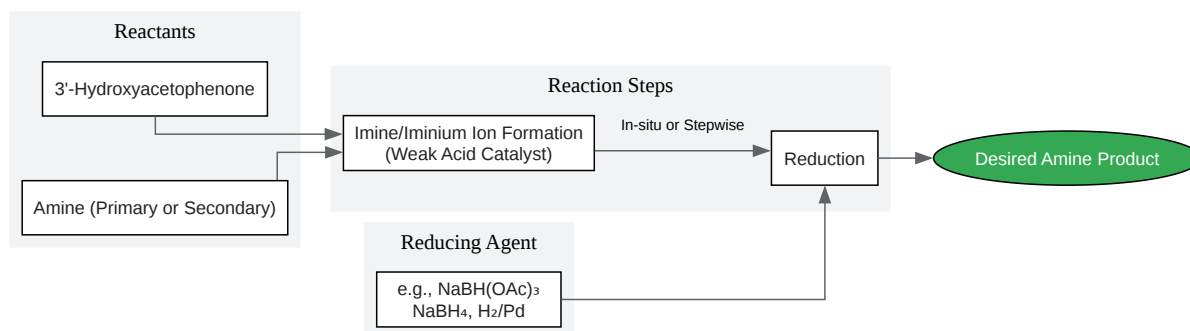 Reactants
3'-Hydroxyacetophenone
Amine (Primary or Secondary)
Reaction Steps
Imine/Iminium Ion Formation
(Weak Acid Catalyst)
In-situ or Stepwise
Reduction
Desired Amine Product
Reducing Agent
e.g., NaBH(OAc)₃
NaBH₄, H₂/Pd